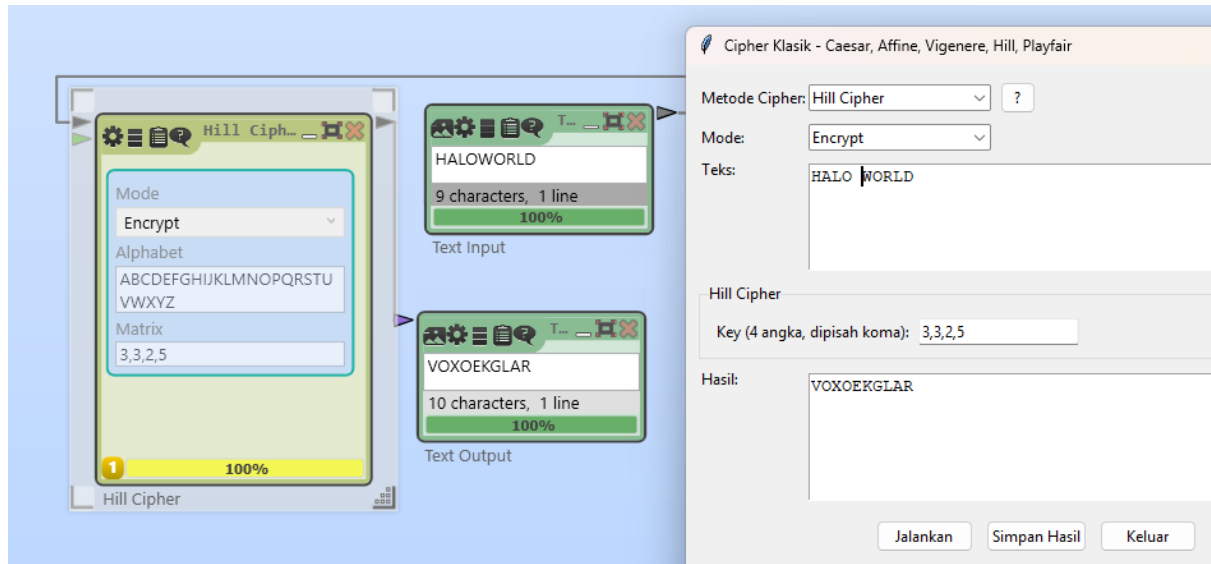 Hill Ciph…
Mode
Encrypt
Alphabet
ABCDEFGHIJKLMNOPQRSTU
VWXYZ
Matrix
3,3,2,5
1
100%
Hill Cipher
T…
HALOWORLD
9 characters, 1 line
100%
Text Input
T…
VOXOEKGLAR
10 characters, 1 line
100%
Text Output
Cipher Klasik - Caesar, Affine, Vigenere, Hill, Playfair
Metode Cipher: Hill Cipher ?
Mode: Encrypt
Teks: HALO WORLD
Hill Cipher
Key (4 angka, dipisah koma): 3,3,2,5
Hasil: VOXOEKGLAR
Jalankan Simpan Hasil Keluar